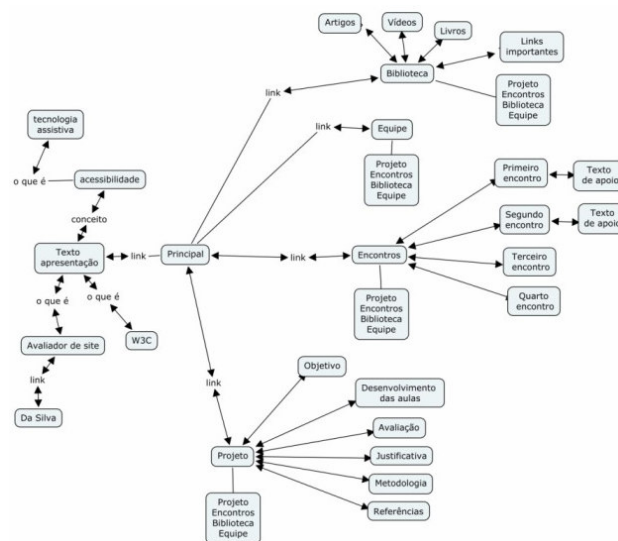 Artigos
Vídeos
Livros
Links
importantes
Biblioteca
Projeto
Encontros
Biblioteca
Equipe
link
tecnologia
assistiva
link
Equipe
Projeto
Encontros
Biblioteca
Equipe
o que é
acessibilidade
Primeiro
encontro
Texto
de apoio
conceito
Segundo
encontro
Texto
de apoio
Texto
apresentação
link
Principal
link
Encontros
Terceiro
encontro
Projeto
Encontros
Biblioteca
Equipe
Quarto
encontro
o que é
o que é
Avaliador de site
W3C
link
Da Silva
link
Objetivo
Desenvolvimento
das aulas
Avaliação
Projeto
Justificativa
Metodologia
Referências
Projeto
Encontros
Biblioteca
Equipe